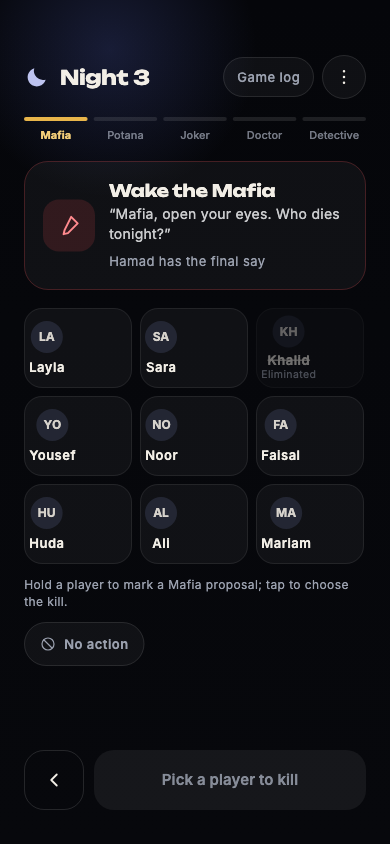 Night 3
Game log
Mafia
Potana
Joker
Doctor
Detective
Wake the Mafia
“Mafia, open your eyes. Who dies
tonight?”
Hamad has the final say
LA
Layla
SA
Sara
KH
Khalid
Eliminated
YO
Yousef
NO
Noor
FA
Faisal
HU
Huda
AL
Ali
MA
Mariam
Hold a player to mark a Mafia proposal; tap to choose
the kill.
No action
Pick a player to kill